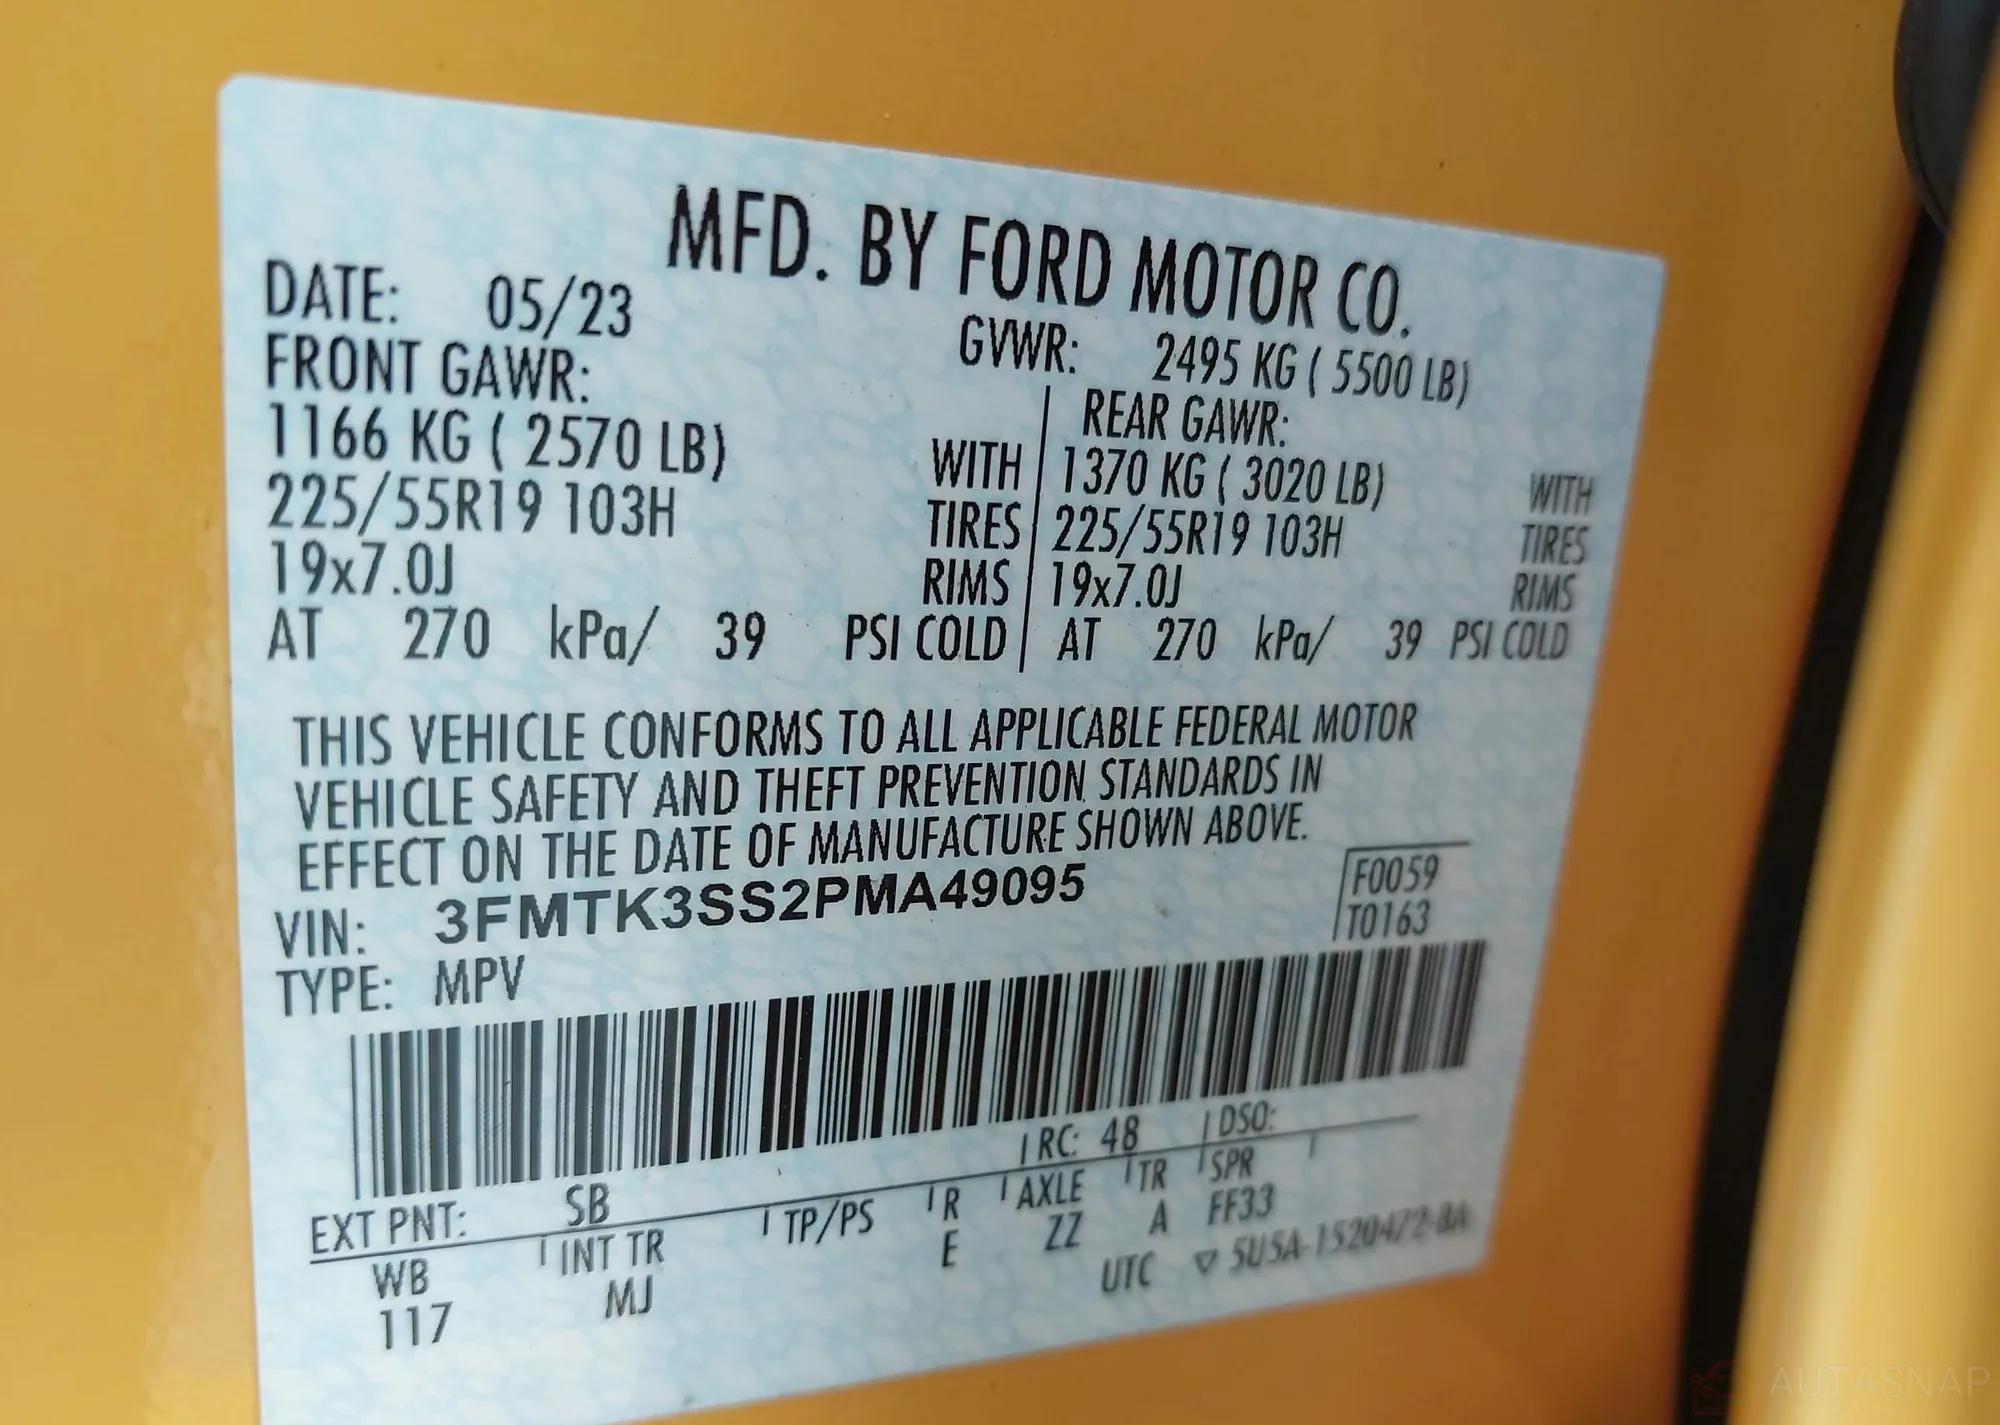 MFD. BY FORD MOTOR CO.
DATE: 05/23
GVWR: 2495 KG ( 5500 LB)
FRONT GAWR:
1166 KG ( 2570 LB) WITH
225/55R19 103H TIRES
19x7.0J RIMS
AT 270 kPa/ 39 PSI COLD
REAR GAWR:
1370 KG ( 3020 LB) WITH
225/55R19 103H TIRES
19x7.0J RIMS
AT 270 kPa/ 39 PSI COLD
THIS VEHICLE CONFORMS TO ALL APPLICABLE FEDERAL MOTOR
VEHICLE SAFETY AND THEFT PREVENTION STANDARDS IN
EFFECT ON THE DATE OF MANUFACTURE SHOWN ABOVE.
VIN: 3FMTK3SS2PMA49095
TYPE: MPV
F0059
T0163
EXT PNT: SB RC: 48 DSO:
WB INT TR TP/PS R AXLE TR SPR
117 MJ E ZZ A FF33
UTC ▽ 5U5A-1520472-BA
AUTASNAP